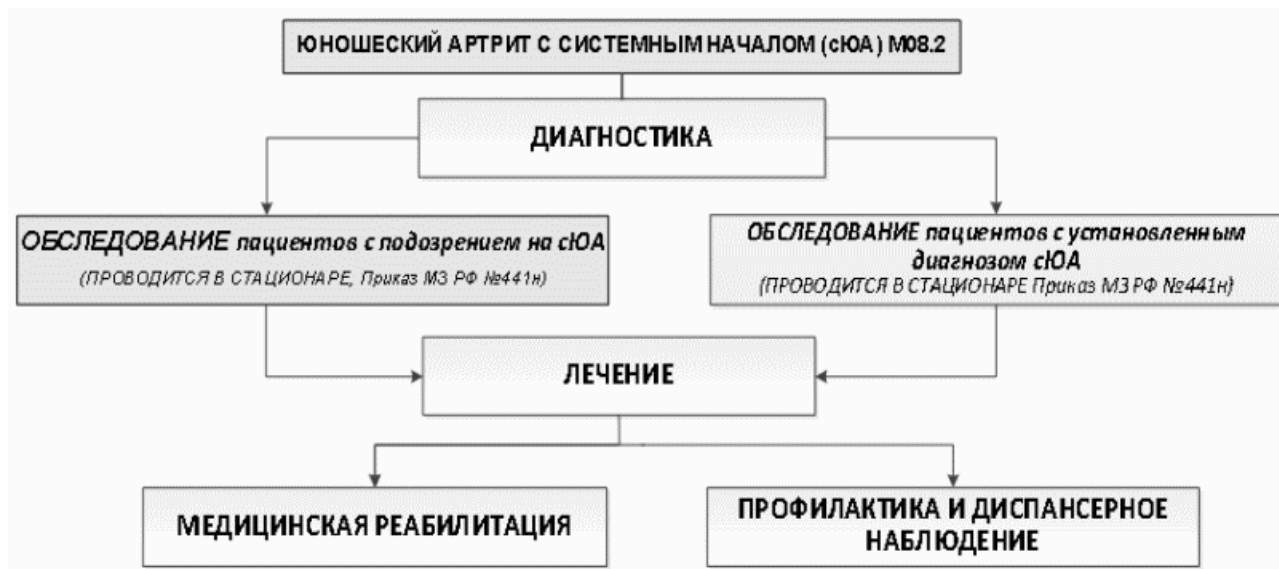 ЮНОШЕСКИЙ АРТРИТ С СИСТЕМНЫМ НАЧАЛОМ (сЮА) М08.2
ДИАГНОСТИКА
ОБСЛЕДОВАНИЕ пациентов с подозрением на сЮА
(ПРОВОДИТСЯ В СТАЦИОНАРЕ, Приказ МЗ РФ №441н)
ОБСЛЕДОВАНИЕ пациентов с установленным
диагнозом сЮА
(ПРОВОДИТСЯ В СТАЦИОНАРЕ Приказ МЗ РФ №441н)
ЛЕЧЕНИЕ
МЕДИЦИНСКАЯ РЕАБИЛИТАЦИЯ
ПРОФИЛАКТИКА И ДИСПАНСЕРНОЕ
НАБЛЮДЕНИЕ